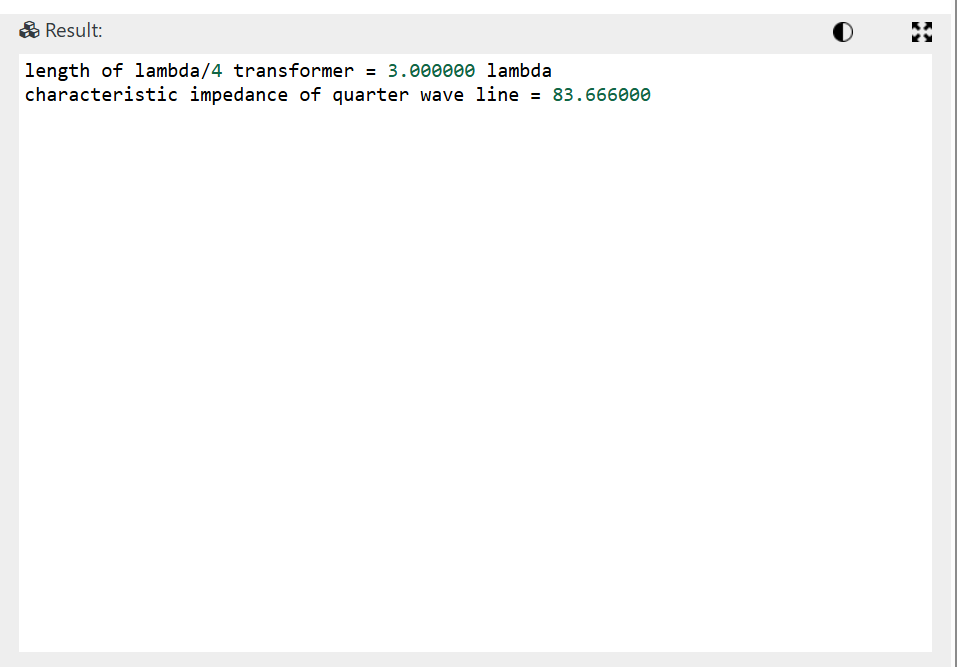 Result:
length of lambda/4 transformer = 3.000000 lambda
characteristic impedance of quarter wave line = 83.666000